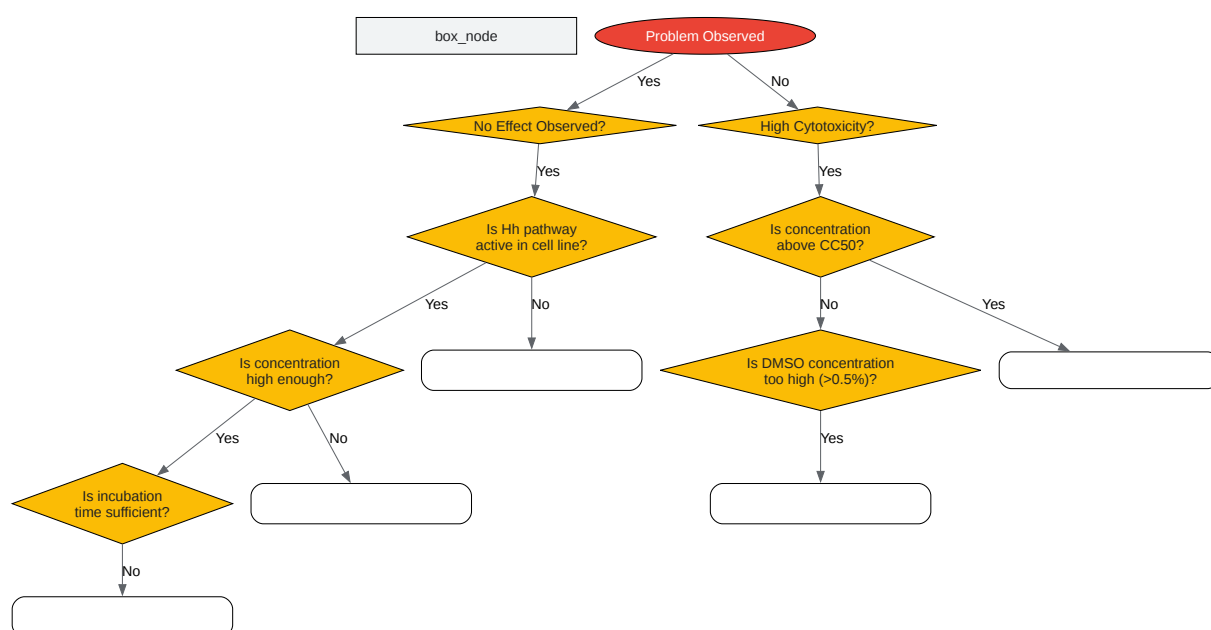 box_node
Problem Observed
Yes
No
No Effect Observed?
High Cytotoxicity?
Yes
Yes
Is Hh pathway
active in cell line?
Is concentration
above CC50?
Yes
No
No
Yes
Is concentration
high enough?
Is DMSO concentration
too high (>0.5%)?
Yes
No
Yes
Is incubation
time sufficient?
No